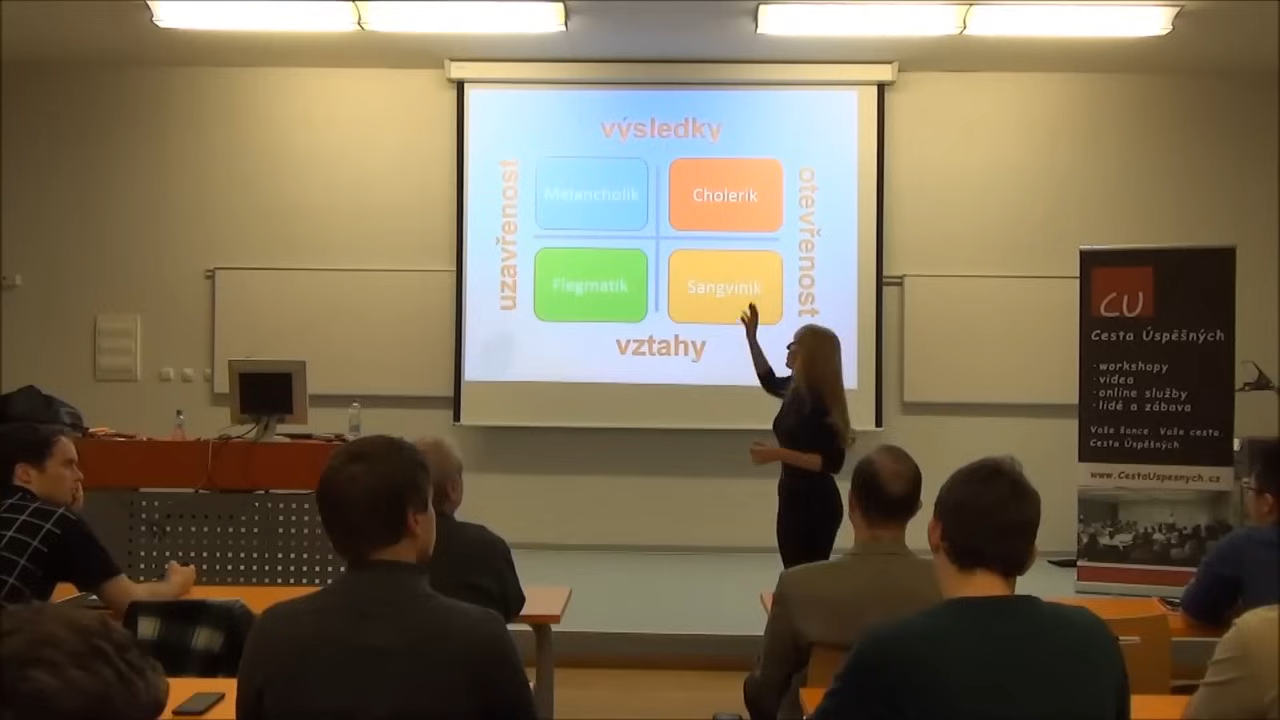 výsledky
uzavřenost
Melancholik
Cholerik
otevřenost
Flegmatik
Sangvinik
vztahy
CU
Cesta Úspěšných
·workshopy
·videa
·online služby
·lidé a zábava
Vaše šance. Vaše cesta.
Cesta Úspěšných
www.CestaUspesnych.cz